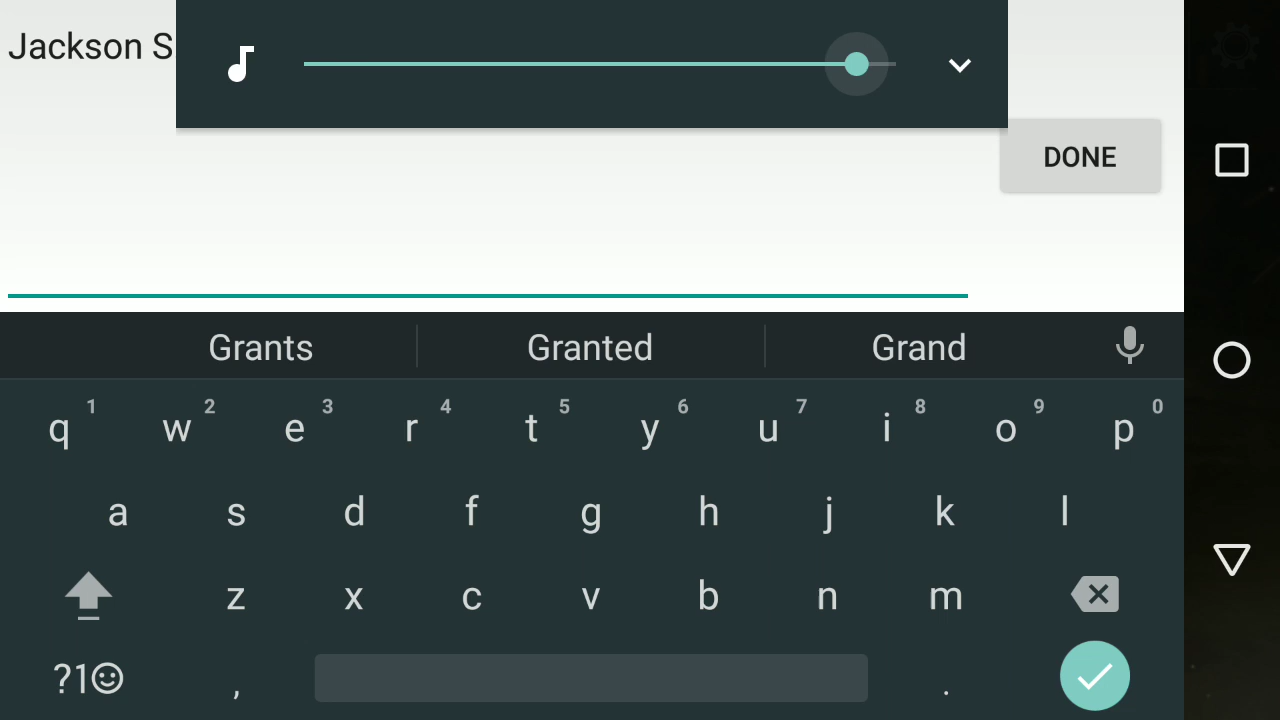 Jackson S
DONE
Grants Granted Grand
q 1 w 2 e 3 r 4 t 5 y 6 u 7 i 8 o 9 p 0
a s d f g h j k l
z x c v b n m
?1☺ , .